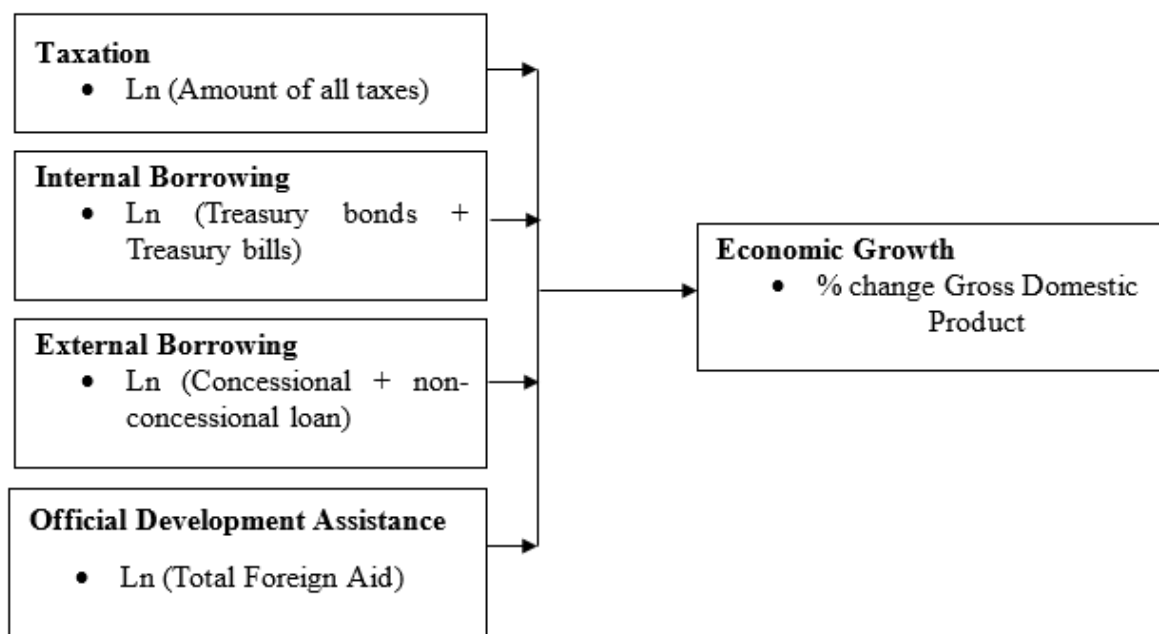 Taxation
• Ln (Amount of all taxes)
Internal Borrowing
• Ln (Treasury bonds +
Treasury bills)
External Borrowing
• Ln (Concessional + non-
concessional loan)
Official Development Assistance
• Ln (Total Foreign Aid)
Economic Growth
• % change Gross Domestic
Product